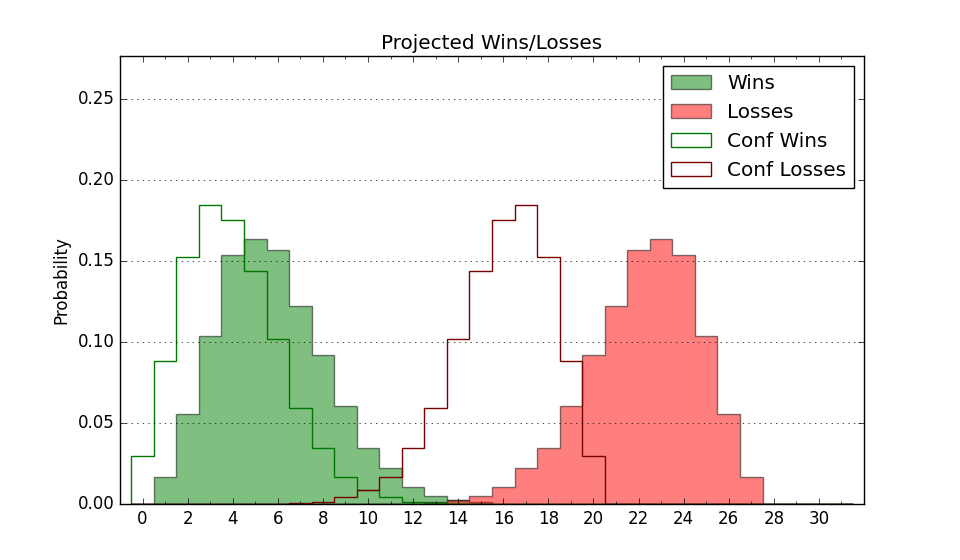 Projected Wins/Losses
Wins
Losses
Conf Wins
Conf Losses
Probability
0.25
0.20
0.15
0.10
0.05
0.00
0 2 4 6 8 10 12 14 16 18 20 22 24 26 28 30